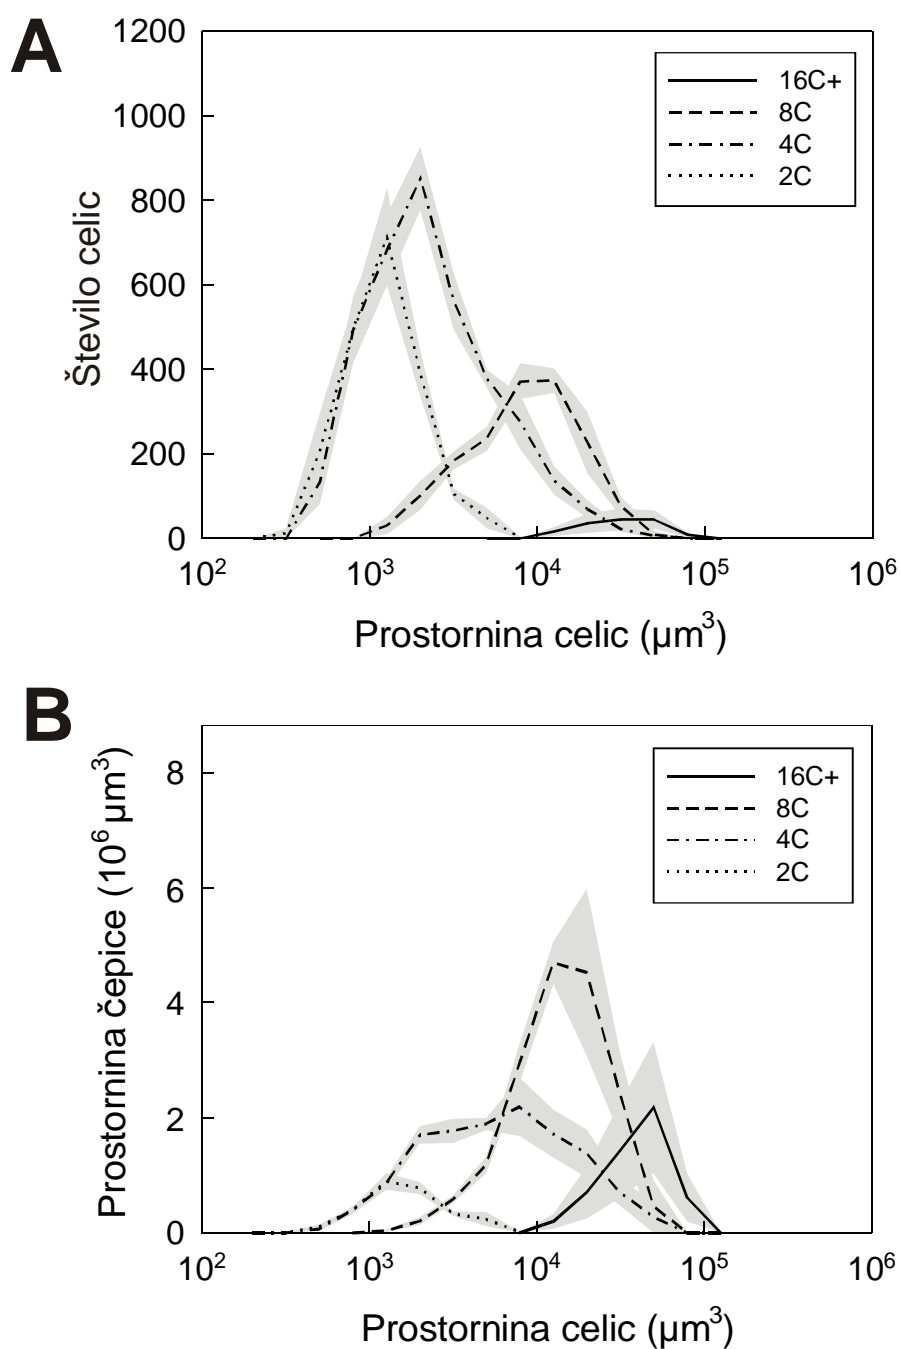 A
1200
1000
800
600
400
200
0
Število celic
16C+
8C
4C
2C
10²
10³
10⁴
10⁵
10⁶
Prostornina celic (µm³)
B
8
6
4
2
0
Prostornina čepice (10⁶ µm³)
16C+
8C
4C
2C
10²
10³
10⁴
10⁵
10⁶
Prostornina celic (µm³)